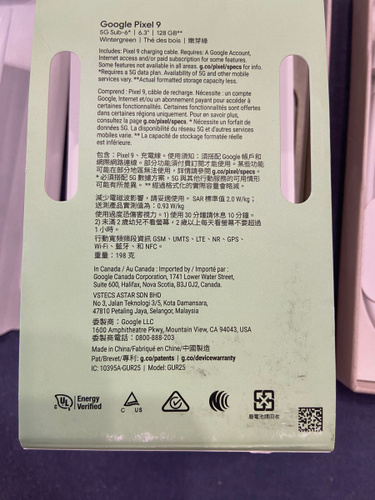 Google Pixel 9
5G Sub-6* | 6.3" | 128 GB**
Wintergreen | Thé des bois | 嫩芽綠
Includes: Pixel 9, charging cable. Requires: A Google Account,
Internet access and/or paid subscription for some features.
Some features not available in all areas. g.co/pixel/specs for info.
*Requires a 5G data plan. Availability of 5G and other mobile
services vary. **Actual formatted storage capacity less.
Comprend : Pixel 9, câble de recharge. Nécessite : un compte
Google, Internet et/ou un abonnement payant pour accéder à
certaines fonctionnalités. Certaines fonctionnalités sont offertes
dans certaines régions uniquement. Pour en savoir plus,
consultez la page g.co/pixel/specs. * Nécessite un forfait de
données 5G. La disponibilité du réseau 5G et d'autres services
mobiles varie. ** La capacité de stockage formatée réelle
est inférieure.
包含：Pixel 9、充電線。使用須知：須搭配 Google 帳戶和
網際網路連線。部分功能須付費訂閱才能使用。某些功能
可能在部分地區無法使用，詳情請參閱 g.co/pixel/specs。
* 必須搭配 5G 數據方案，5G 與其他行動服務的可用情形
可能有所差異。** 經過格式化的實際容量會略減。
減少電磁波影響，請妥適使用。 SAR 標準值 2.0 W/kg；
送測產品實測值為：0.93 W/kg
使用過度恐傷害視力。1) 使用 30 分鐘請休息 10 分鐘。
2) 未滿 2 歲幼兒不看螢幕，2 歲以上每天看螢幕不要超過
1 小時。
行動寬頻頻段資訊 GSM、UMTS、LTE、NR、GPS、
Wi-Fi、藍牙、和 NFC。
重量：198 克
In Canada / Au Canada : Imported by / Importé par :
Google Canada Corporation, 1741 Lower Water Street,
Suite 600, Halifax, Nova Scotia, B3J 0J2, Canada.
VSTECS ASTAR SDN BHD
No 3, Jalan Teknologi 3/5, Kota Damansara,
47810 Petaling Jaya, Selangor, Malaysia
委製商：Google LLC
1600 Amphitheatre Pkwy, Mountain View, CA 94043, USA
委製商電話：0800-888-203
Made in China/Fabriqué en Chine/中國製造
Pat/Brevet/專利: g.co/patents | g.co/devicewarranty
IC: 10395A-GUR25 | Model: GUR25
E UL Energy
Verified
C US
廢電池請回收